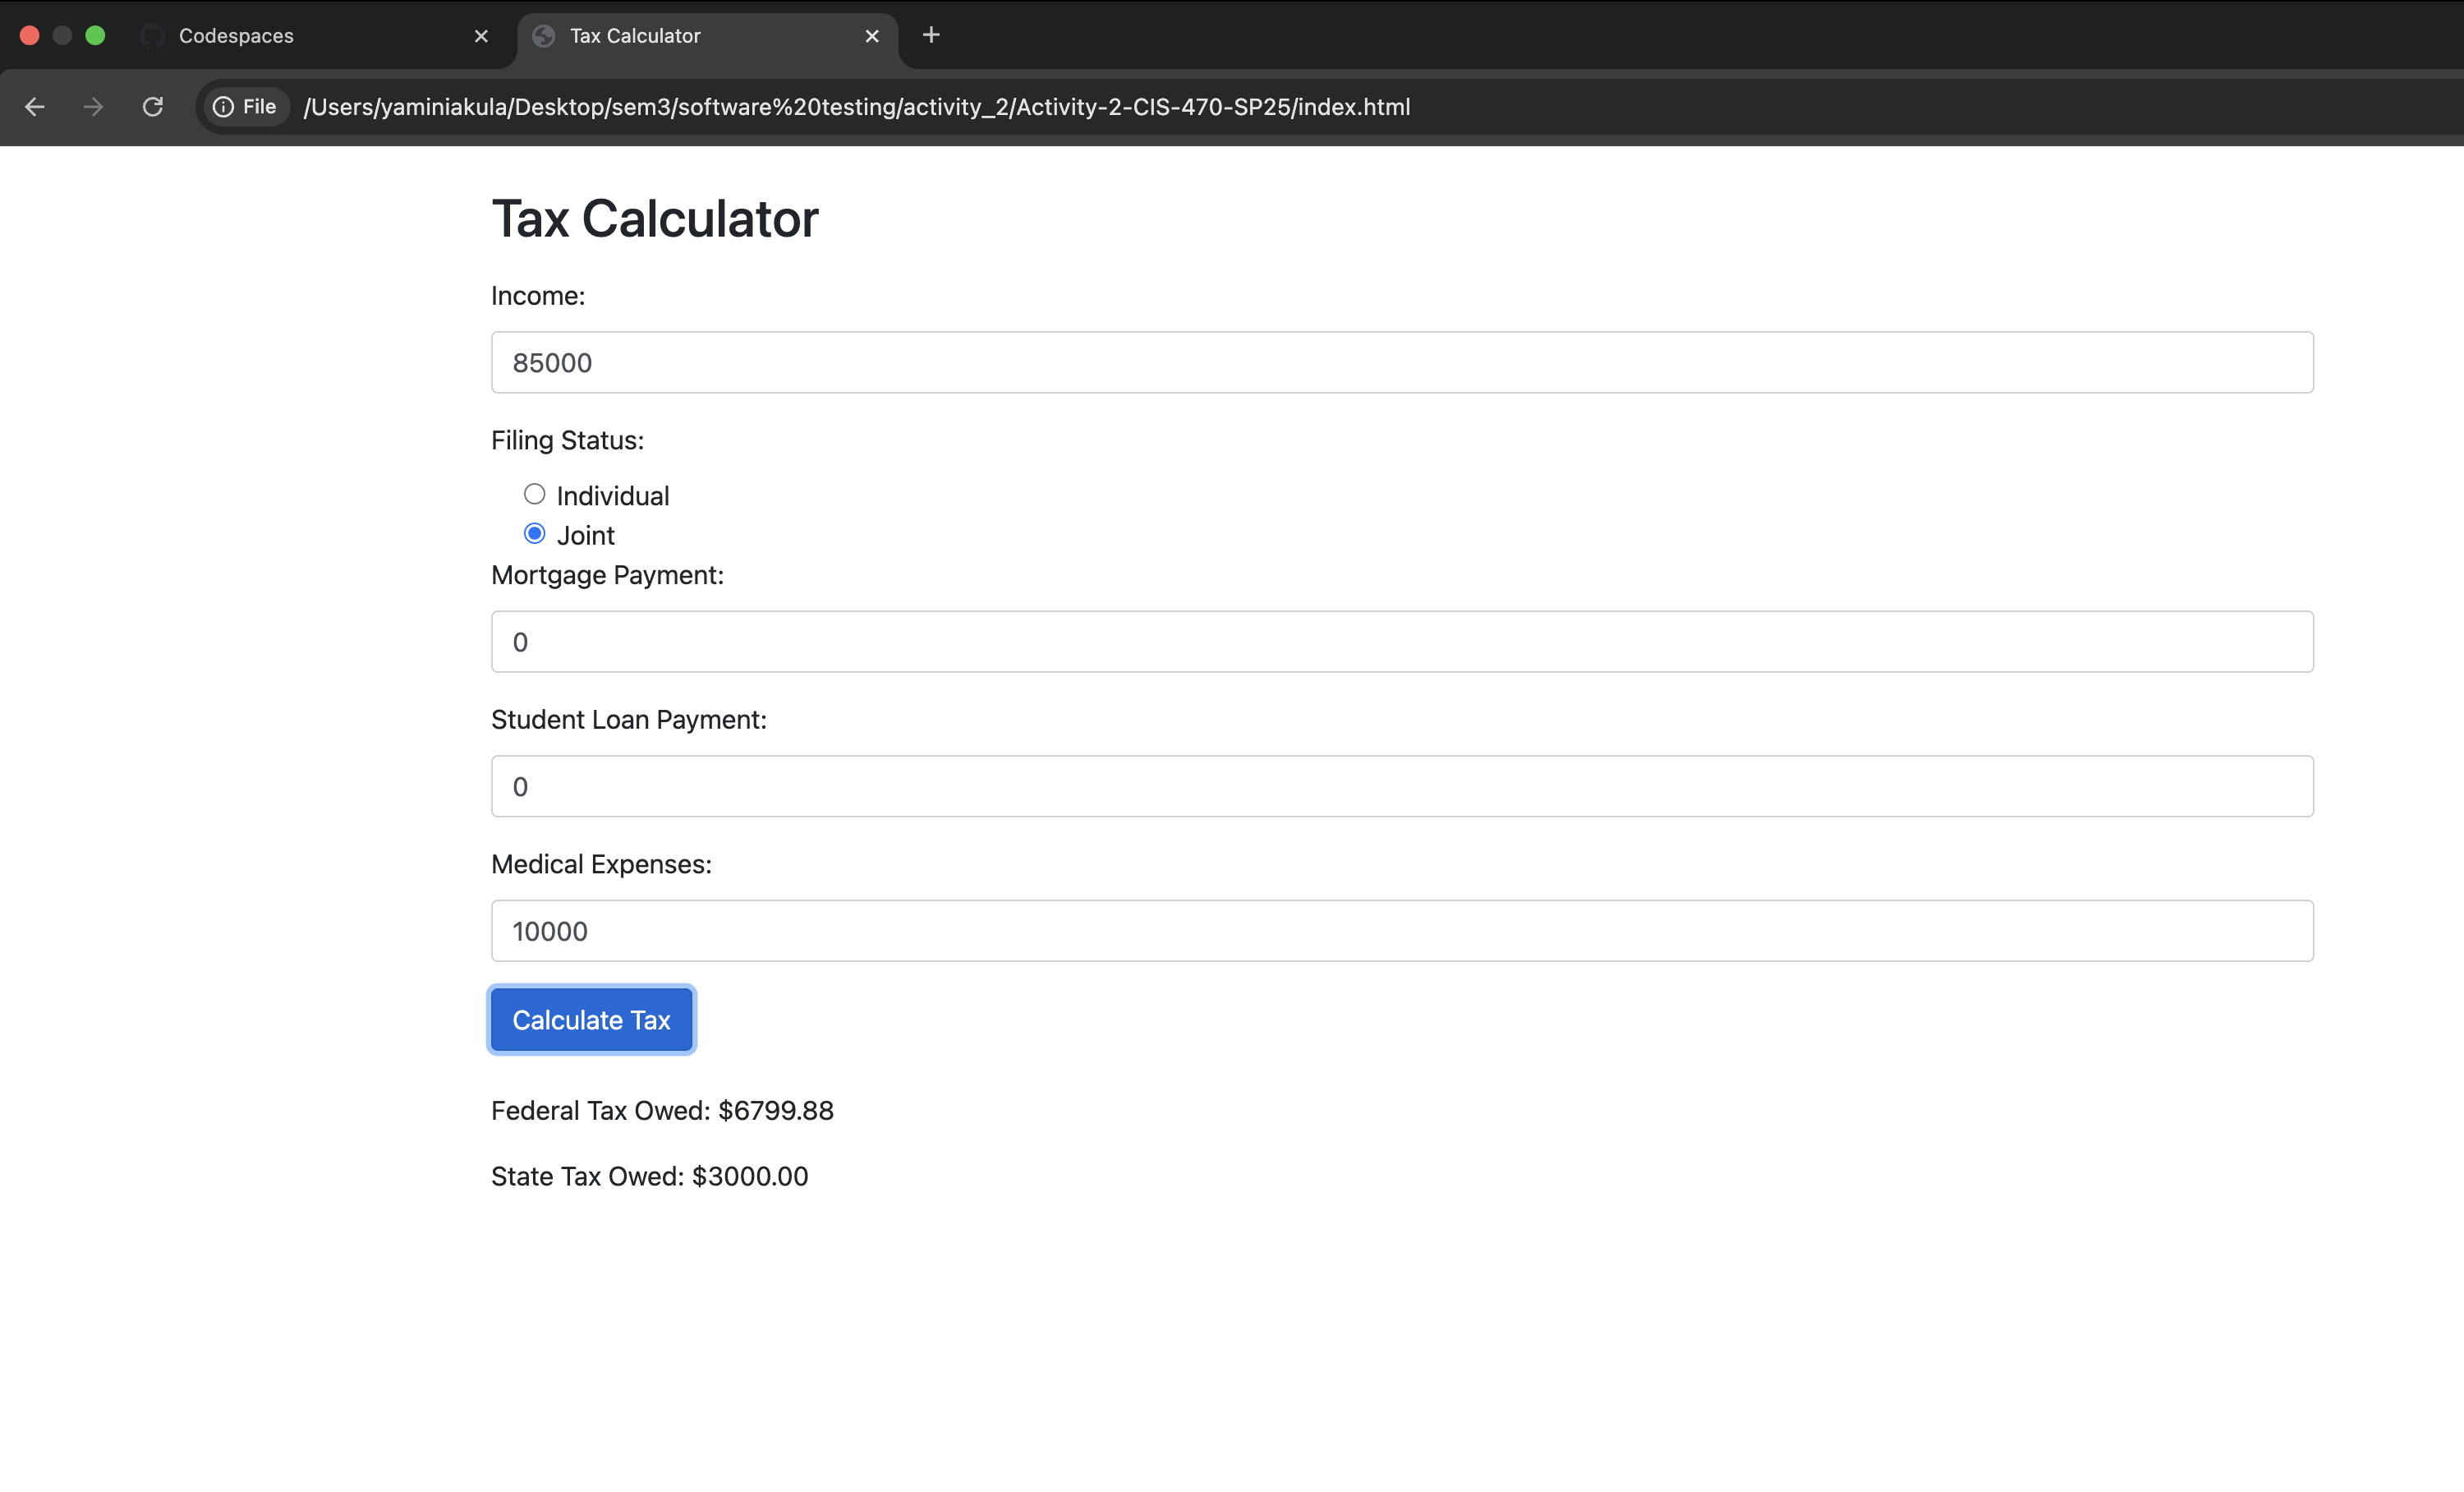 Codespaces
Tax Calculator
File /Users/yaminiakula/Desktop/sem3/software%20testing/activity_2/Activity-2-CIS-470-SP25/index.html
Tax Calculator
Income:
85000
Filing Status:
Individual
Joint
Mortgage Payment:
0
Student Loan Payment:
0
Medical Expenses:
10000
Calculate Tax
Federal Tax Owed: $6799.88
State Tax Owed: $3000.00